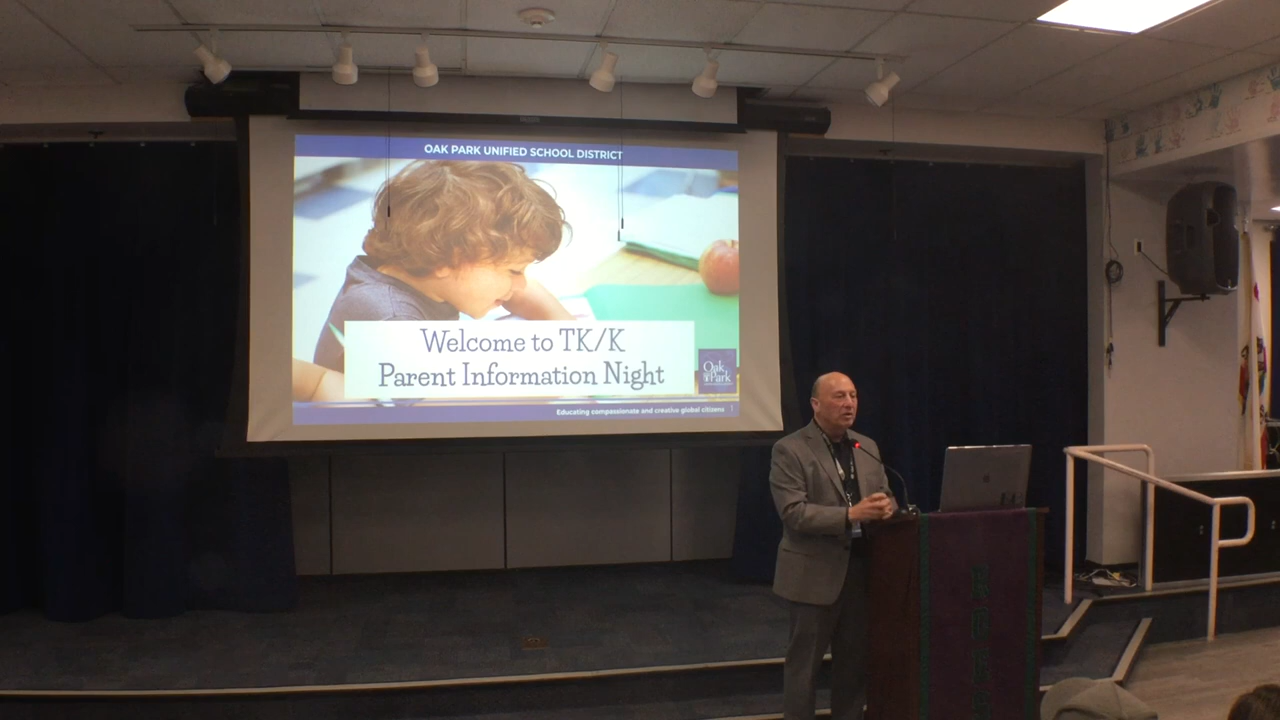 OAK PARK UNIFIED SCHOOL DISTRICT
Welcome to TK/K
Parent Information Night
Oak
Park
Educating compassionate and creative global citizens
1